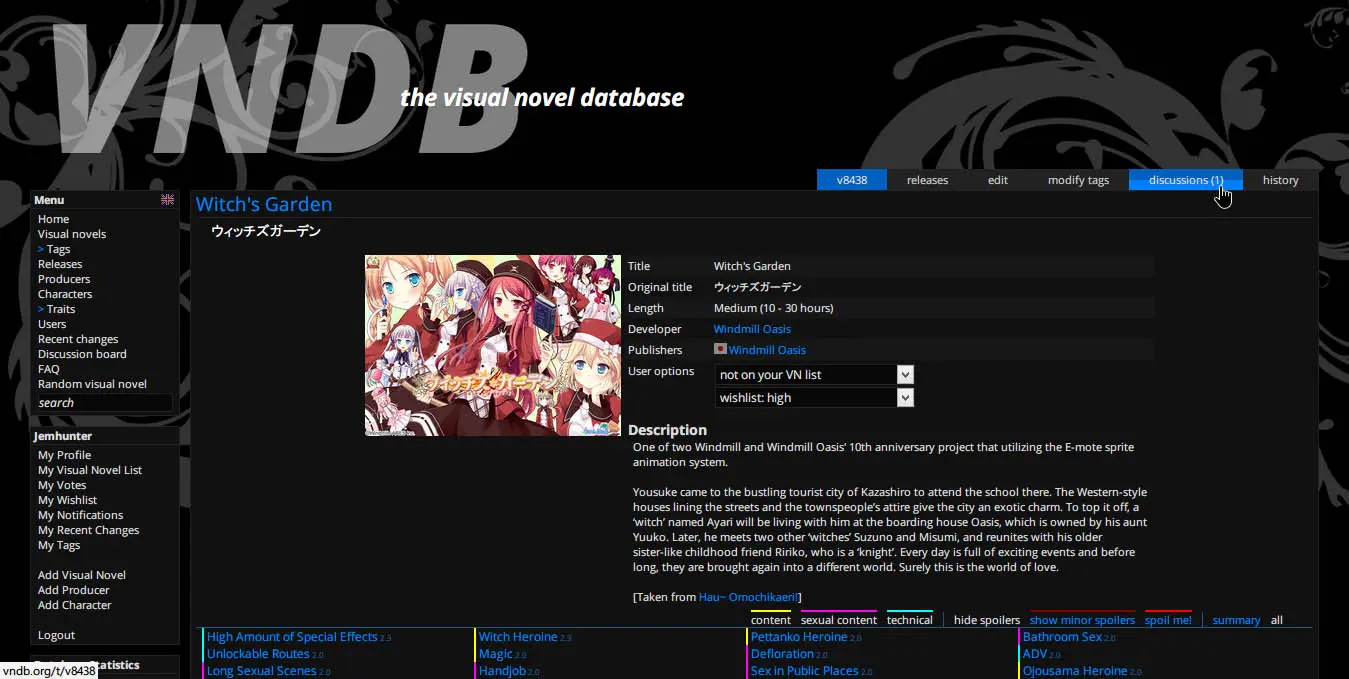 VNDB
the visual novel database
v8438 releases edit modify tags discussions (1) history
Menu
Home
Visual novels
> Tags
Releases
Producers
Characters
> Traits
Users
Recent changes
Discussion board
FAQ
Random visual novel
search
Jemhunter
My Profile
My Visual Novel List
My Votes
My Wishlist
My Notifications
My Recent Changes
My Tags
Add Visual Novel
Add Producer
Add Character
Logout
Statistics
vndb.org/t/v8438
Witch's Garden
ウィッチズガーデン
ウィッチズガーデン
Title Witch's Garden
Original title ウィッチズガーデン
Length Medium (10 - 30 hours)
Developer Windmill Oasis
Publishers Windmill Oasis
User options not on your VN list
wishlist: high
Description
One of two Windmill and Windmill Oasis' 10th anniversary project that utilizing the E-mote sprite
animation system.
Yousuke came to the bustling tourist city of Kazashiro to attend the school there. The Western-style
houses lining the streets and the townspeople's attire give the city an exotic charm. To top it off, a
‘witch’ named Ayari will be living with him at the boarding house Oasis, which is owned by his aunt
Yuuko. Later, he meets two other ‘witches’ Suzuno and Misumi, and reunites with his older
sister-like childhood friend Ririko, who is a ‘knight’. Every day is full of exciting events and before
long, they are brought again into a different world. Surely this is the world of love.
[Taken from Hau~ Omochikaeri!]
content sexual content technical hide spoilers show minor spoilers spoil me! summary all
High Amount of Special Effects 2.3 Witch Heroine 2.3 Pettanko Heroine 2.0 Bathroom Sex 2.0
Unlockable Routes 2.0 Magic 2.0 Defloration 2.0 ADV 2.0
Long Sexual Scenes 2.0 Handjob 2.0 Sex in Public Places 2.0 Ojousama Heroine 2.0